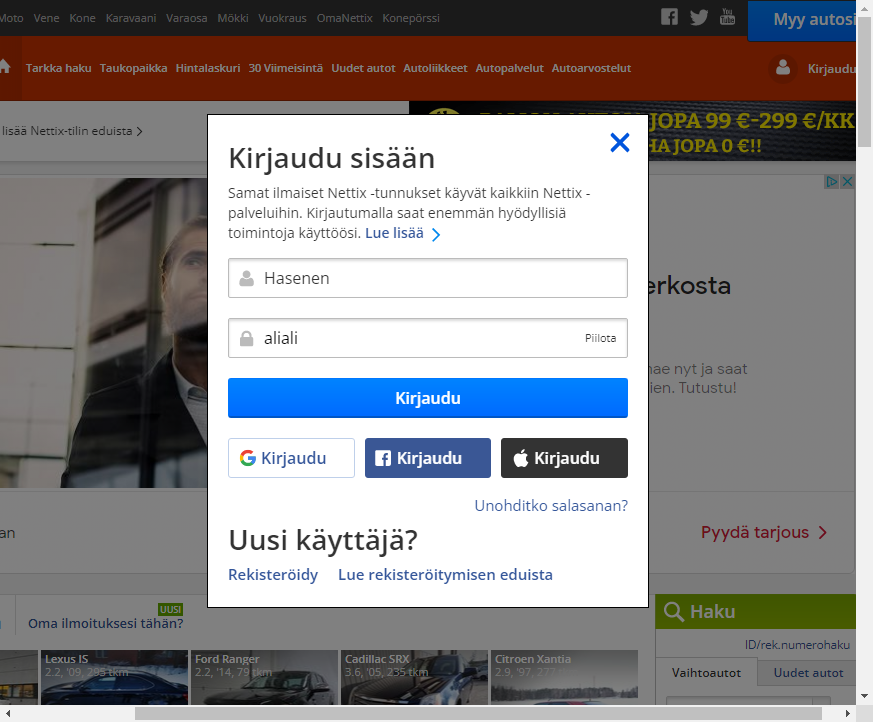 Moto Vene Kone Karavaani Varaosa Mökki Vuokraus OmaNettix Konepörssi
You Tube
Myy autosi
Tarkka haku Taukopaikka Hintalaskuri 30 Viimeisintä Uudet autot Autoliikkeet Autopalvelut Autoarvostelut
Kirjaudu
lisää Nettix-tilin eduista
JOPA 99 €-299 €/KK
HA JOPA 0 €!!
Kirjaudu sisään
Samat ilmaiset Nettix -tunnukset käyvät kaikkiin Nettix -
palveluihin. Kirjautumalla saat enemmän hyödyllisiä
toimintoja käyttöösi. Lue lisää
Hasenen
aliali Piilota
Kirjaudu
Kirjaudu Kirjaudu Kirjaudu
Unohditko salasanan?
Uusi käyttäjä?
Rekisteröidy Lue rekisteröitymisen eduista
erkosta
nae nyt ja saat
ien. Tutustu!
an
Pyydä tarjous
UUSI
Oma ilmoituksesi tähän?
Haku
ID/rek.numerohaku
Vaihtoautot Uudet autot
Lexus IS
2.2, '09, 295 tkm
Ford Ranger
2.2, '14, 79 tkm
Cadillac SRX
3.6, '05, 235 tkm
Citroen Xantia
2.9, '97, 277